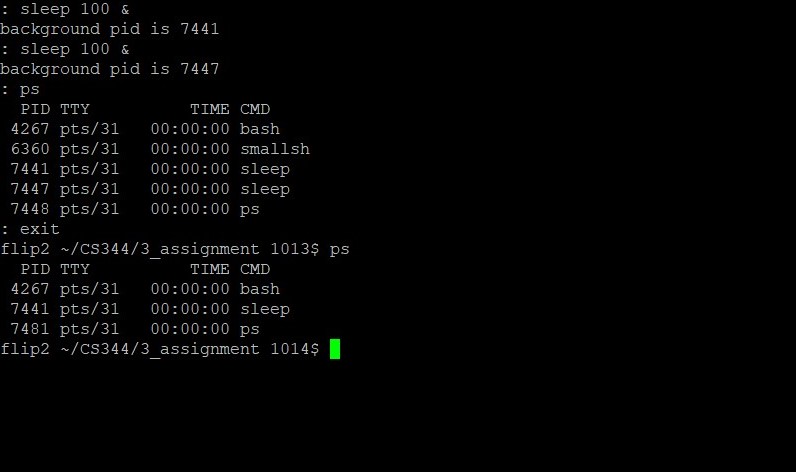 : sleep 100 &
background pid is 7441
: sleep 100 &
background pid is 7447
: ps
  PID TTY          TIME CMD
 4267 pts/31   00:00:00 bash
 6360 pts/31   00:00:00 smallsh
 7441 pts/31   00:00:00 sleep
 7447 pts/31   00:00:00 sleep
 7448 pts/31   00:00:00 ps
: exit
flip2 ~/CS344/3_assignment 1013$ ps
  PID TTY          TIME CMD
 4267 pts/31   00:00:00 bash
 7441 pts/31   00:00:00 sleep
 7481 pts/31   00:00:00 ps
flip2 ~/CS344/3_assignment 1014$